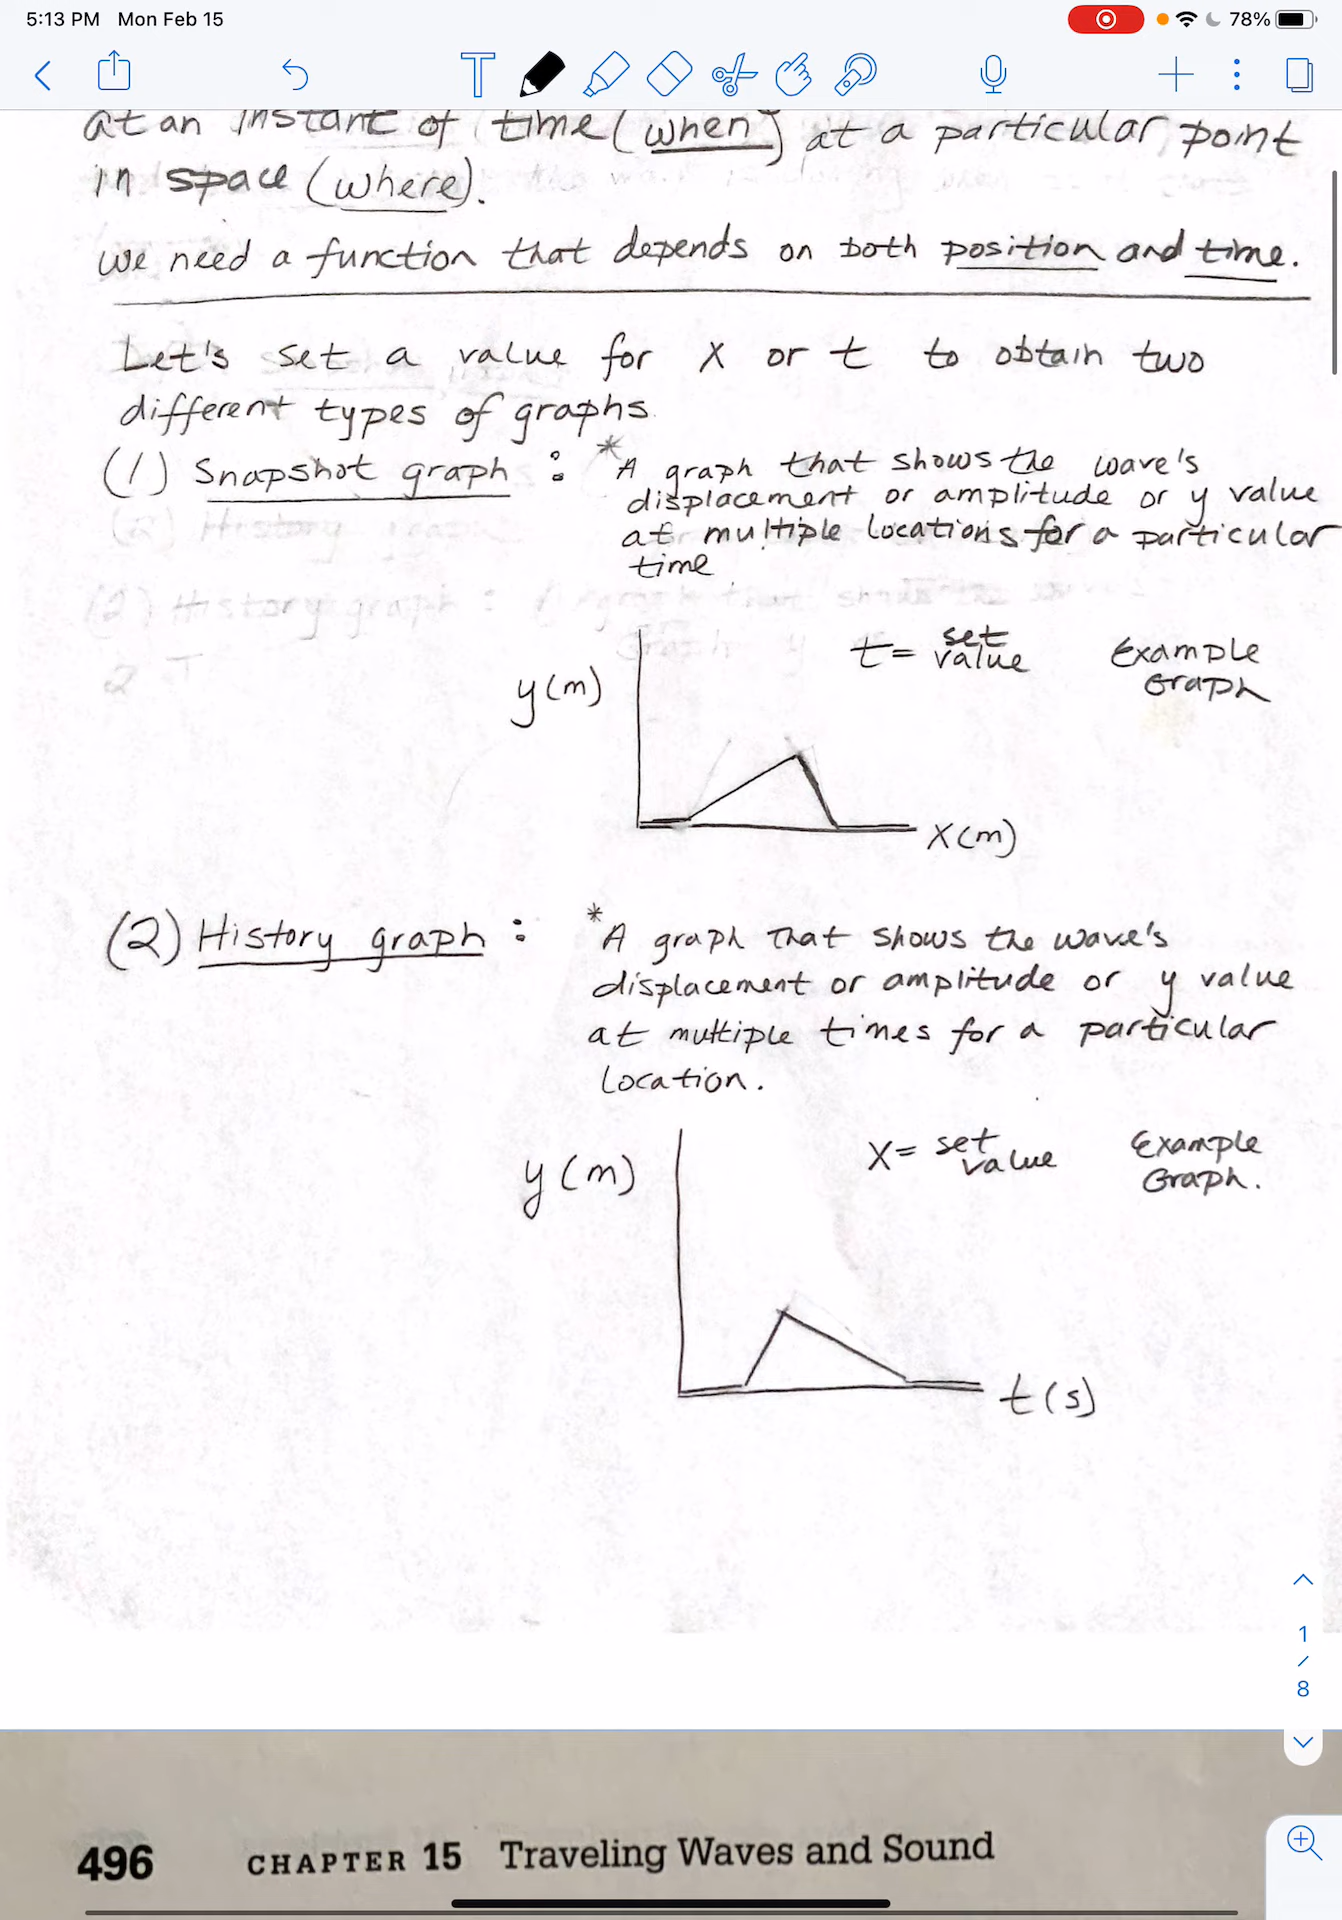 5:13 PM Mon Feb 15
78%
at an instant of time (when) at a particular point
in space (where).
we need a function that depends on both position and time.
Let's set a value for x or t to obtain two
different types of graphs.
(1) Snapshot graph : *A graph that shows the wave's
displacement or amplitude or y value
at multiple locations for a particular
time
(2) History
(2) History graph :
t = set value
Example Graph
y(m)
x(m)
(2) History graph : *A graph that shows the wave's
displacement or amplitude or y value
at multiple times for a particular
location.
x = set value
Example Graph.
y (m)
t (s)
1
/
8
496 CHAPTER 15 Traveling Waves and Sound